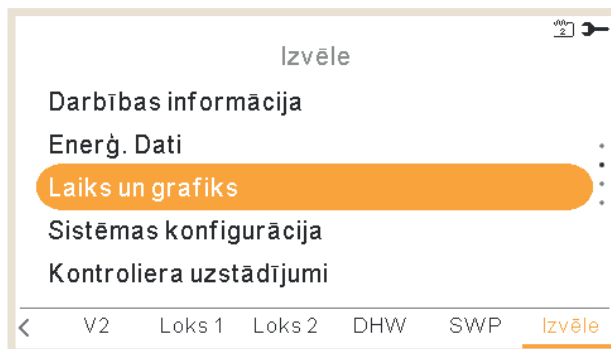 2
Izvēle
Darbības informācija
Enerģ. Dati
Laiks un grafiks
Sistēmas konfigurācija
Kontroliera uzstādījumi
< V2 Loks 1 Loks 2 DHW SWP Izvēle